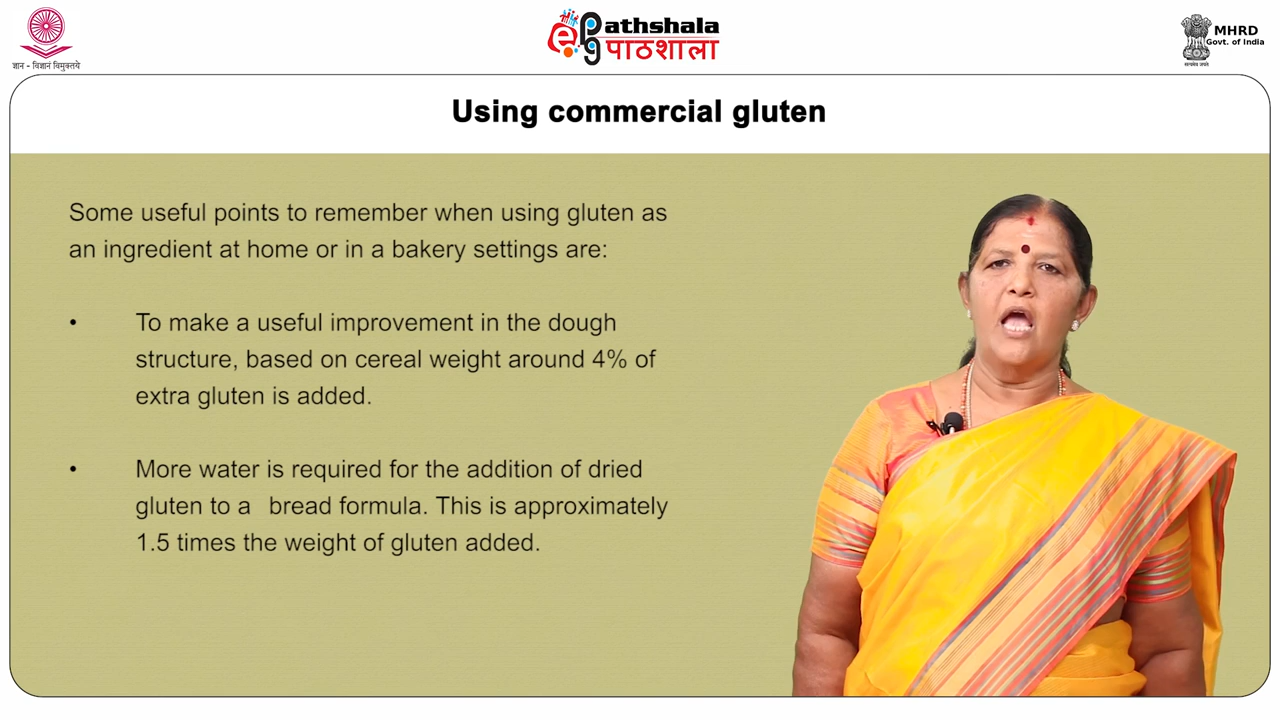 ज्ञान - विज्ञान विमुक्तये
ePathshala
पाठशाला
सत्यमेव जयते
MHRD
Govt. of India
Using commercial gluten
Some useful points to remember when using gluten as
an ingredient at home or in a bakery settings are:
• To make a useful improvement in the dough
structure, based on cereal weight around 4% of
extra gluten is added.
• More water is required for the addition of dried
gluten to a bread formula. This is approximately
1.5 times the weight of gluten added.